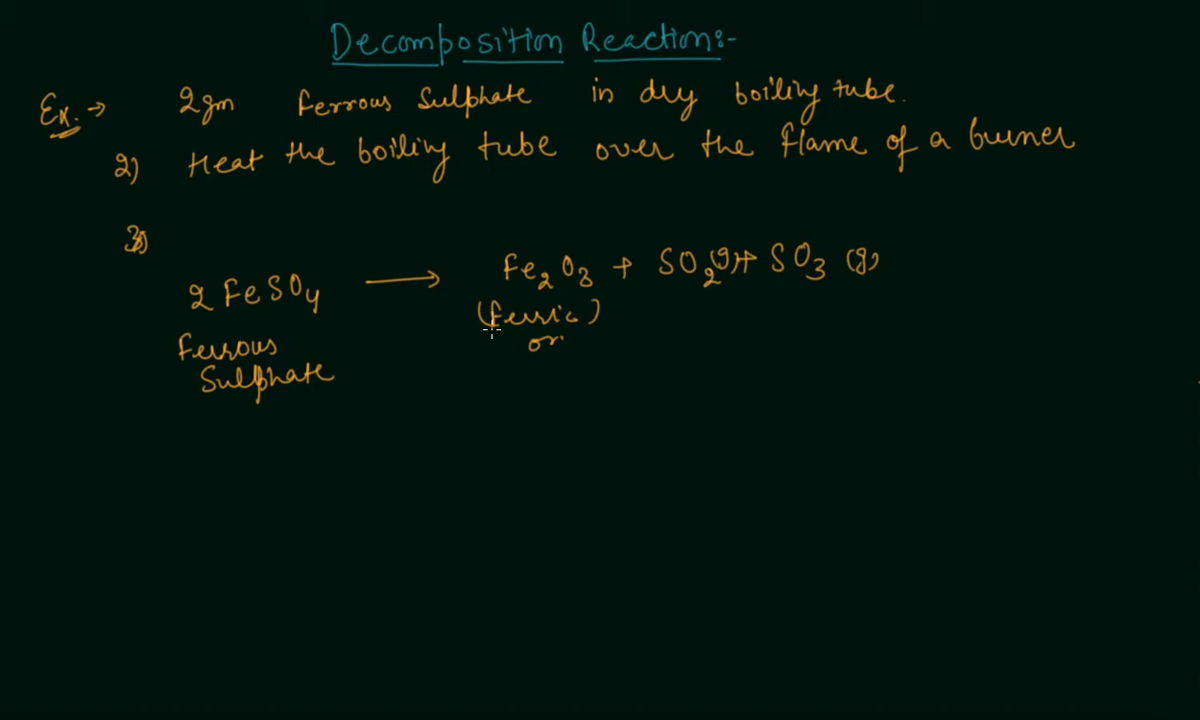 Decomposition Reaction:-
Ex. → 2gm Ferrous Sulphate in dry boiling tube.
2) Heat the boiling tube over the flame of a burner
3)
2 FeSO₄ ⟶ Fe₂O₃ + SO₂(g)+ SO₃ (g)
Ferrous (Ferric)
Sulphate ox